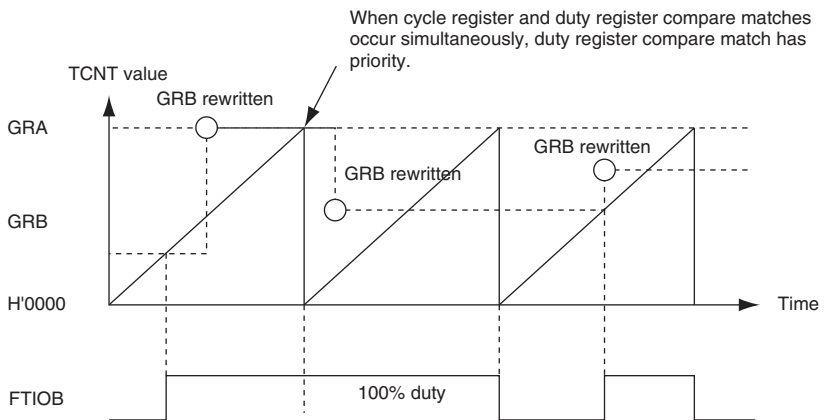 When cycle register and duty register compare matches
occur simultaneously, duty register compare match has
priority.
TCNT value
GRB rewritten
GRA
GRB rewritten
GRB rewritten
GRB
H'0000
Time
FTIOB
100% duty